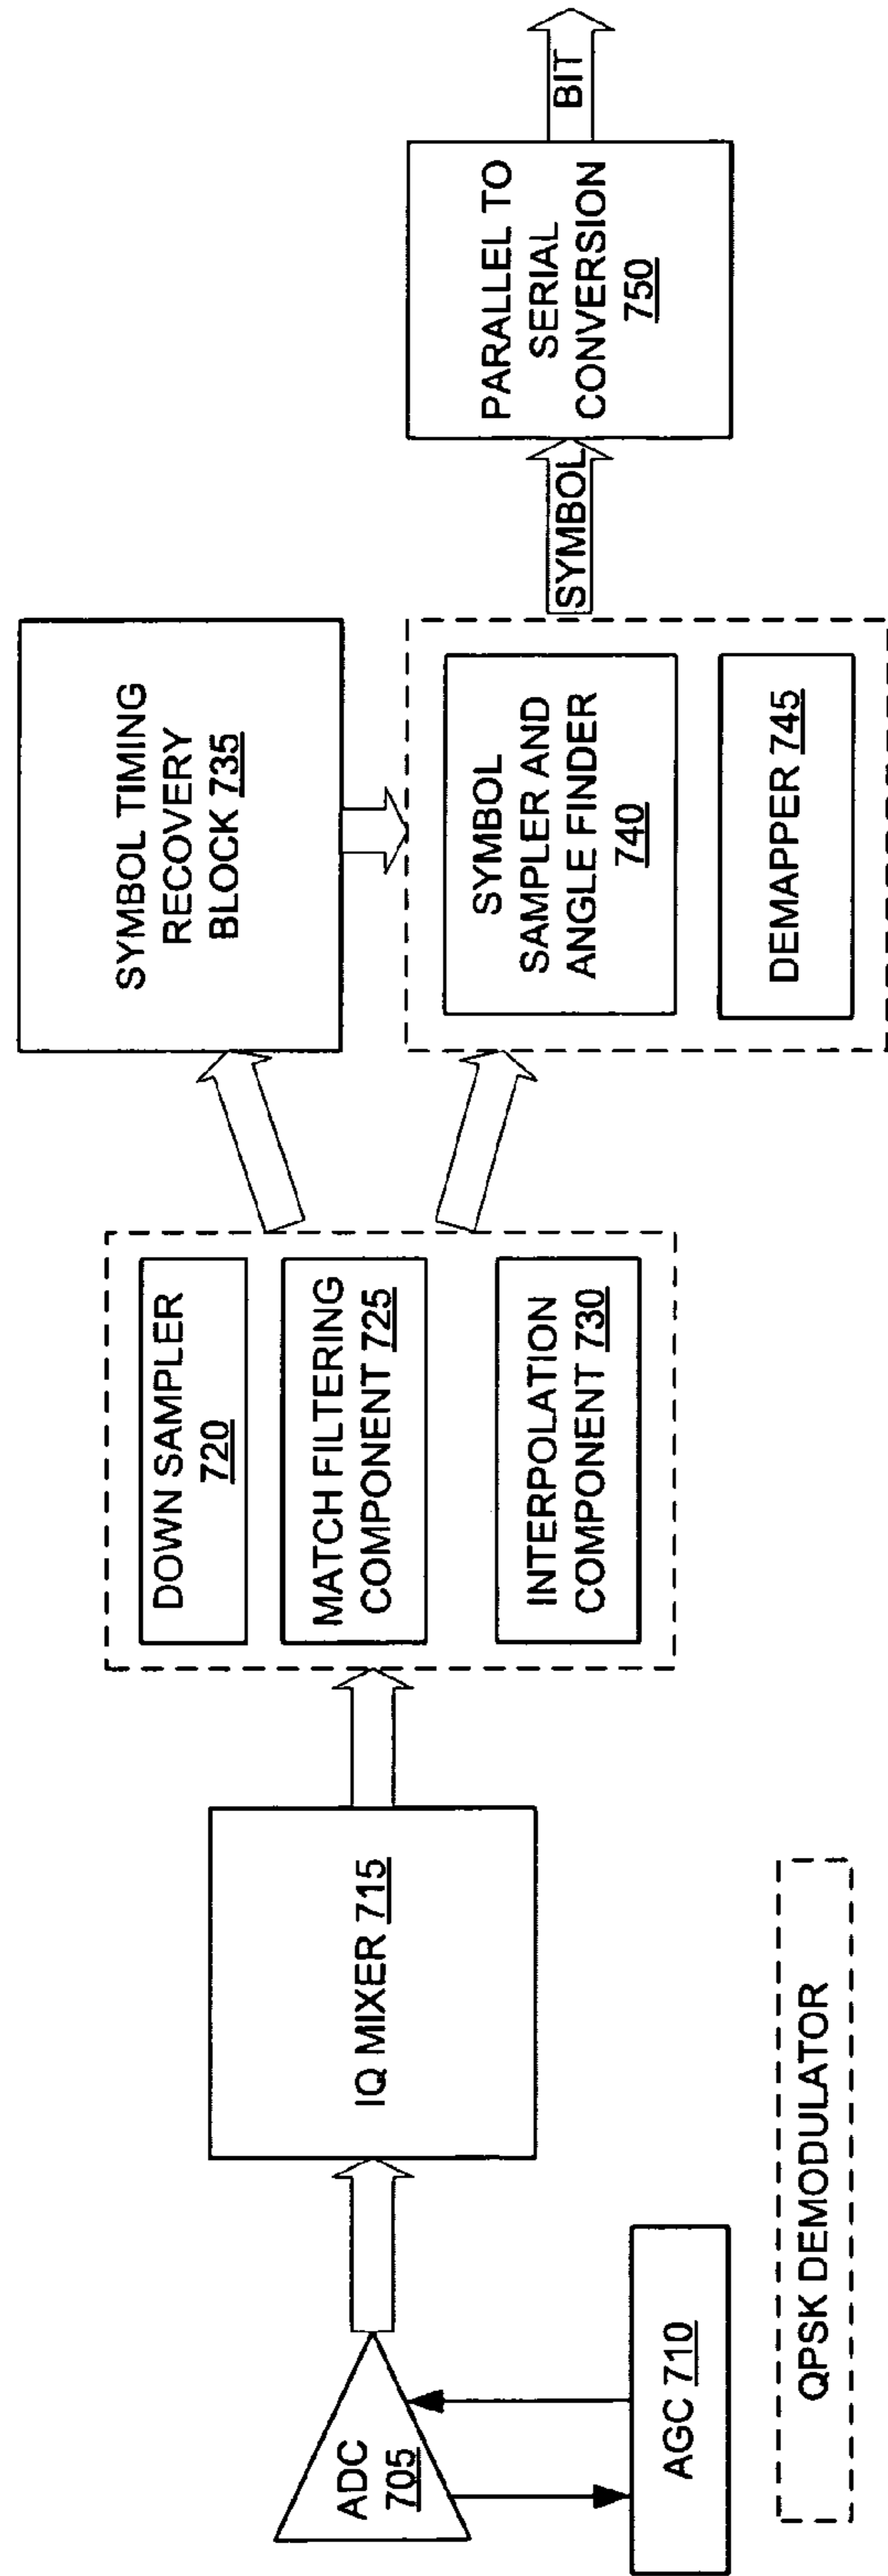 ADC
705
AGC 710
QPSK DEMODULATOR
IQ MIXER 715
DOWN SAMPLER
720
MATCH FILTERING
COMPONENT 725
INTERPOLATION
COMPONENT 730
SYMBOL TIMING
RECOVERY
BLOCK 735
SYMBOL
SAMPLER AND
ANGLE FINDER
740
DEMAPPER 745
SYMBOL
PARALLEL TO
SERIAL
CONVERSION
750
BIT